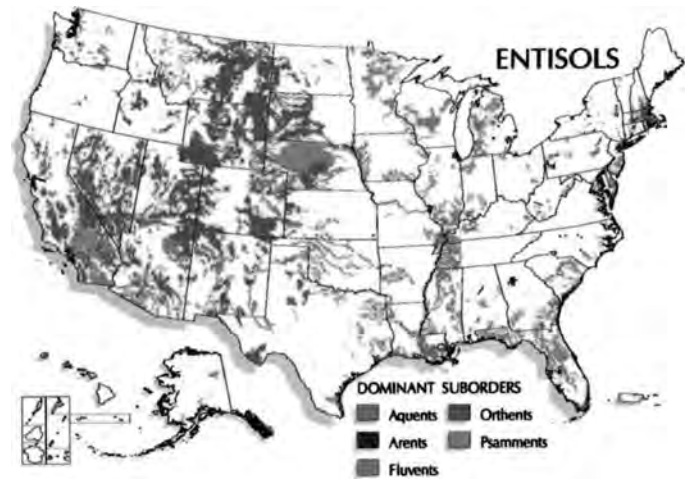 ENTISOLS
DOMINANT SUBORDERS
Aquents
Orthents
Arents
Psamments
Fluvents